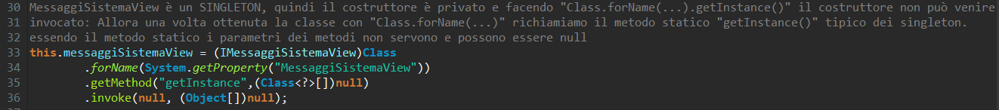 30 MessaggiSistemaView è un SINGLETON, quindi il costruttore è privato e facendo "Class.forName(...).getInstance()" il costruttore non può venire
31 invocato: Allora una volta ottenuta la classe con "Class.forName(...)" richiamiamo il metodo statico "getInstance()" tipico dei singleton.
32 essendo il metodo statico i parametri dei metodi non servono e possono essere null
33 this.messaggiSistemaView = (IMessaggiSistemaView)Class
34 .forName(System.getProperty("MessaggiSistemaView"))
35 .getMethod("getInstance",(Class<?>[])null)
36 .invoke(null, (Object[])null);
37